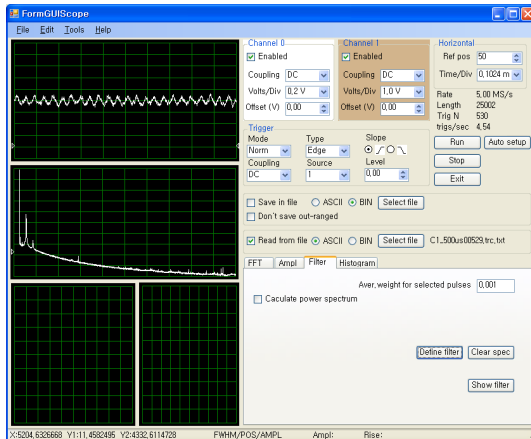 FormGUIScope
File Edit Tools Help
Channel 0
Enabled
Coupling DC
Volts/Div 0,2 V
Offset (V) 0,00
Channel 1
Enabled
Coupling DC
Volts/Div 1,0 V
Offset (V) 0,00
Horizontal
Ref pos 50
Time/Div 0,1024 m
Rate 5,00 MS/s
Length 25002
Trig N 530
trigs/sec 4,54
Trigger
Mode Type Slope
Norm Edge
Coupling Source Level
DC 1 0,00
Run Auto setup
Stop
Exit
Save in file ASCII BIN Select file
Don't save out-ranged
Read from file ASCII BIN Select file C1_500us00529,trc,txt
FFT Ampl Filter Histogram
Aver,weight for selected pulses 0,001
Caculate power spectrum
Define filter Clear spec
Show filter
X:5204,6326668 Y1:11,4582495 Y2:4332,6114728 FWHM/POS/AMPL Ampl: Rise: